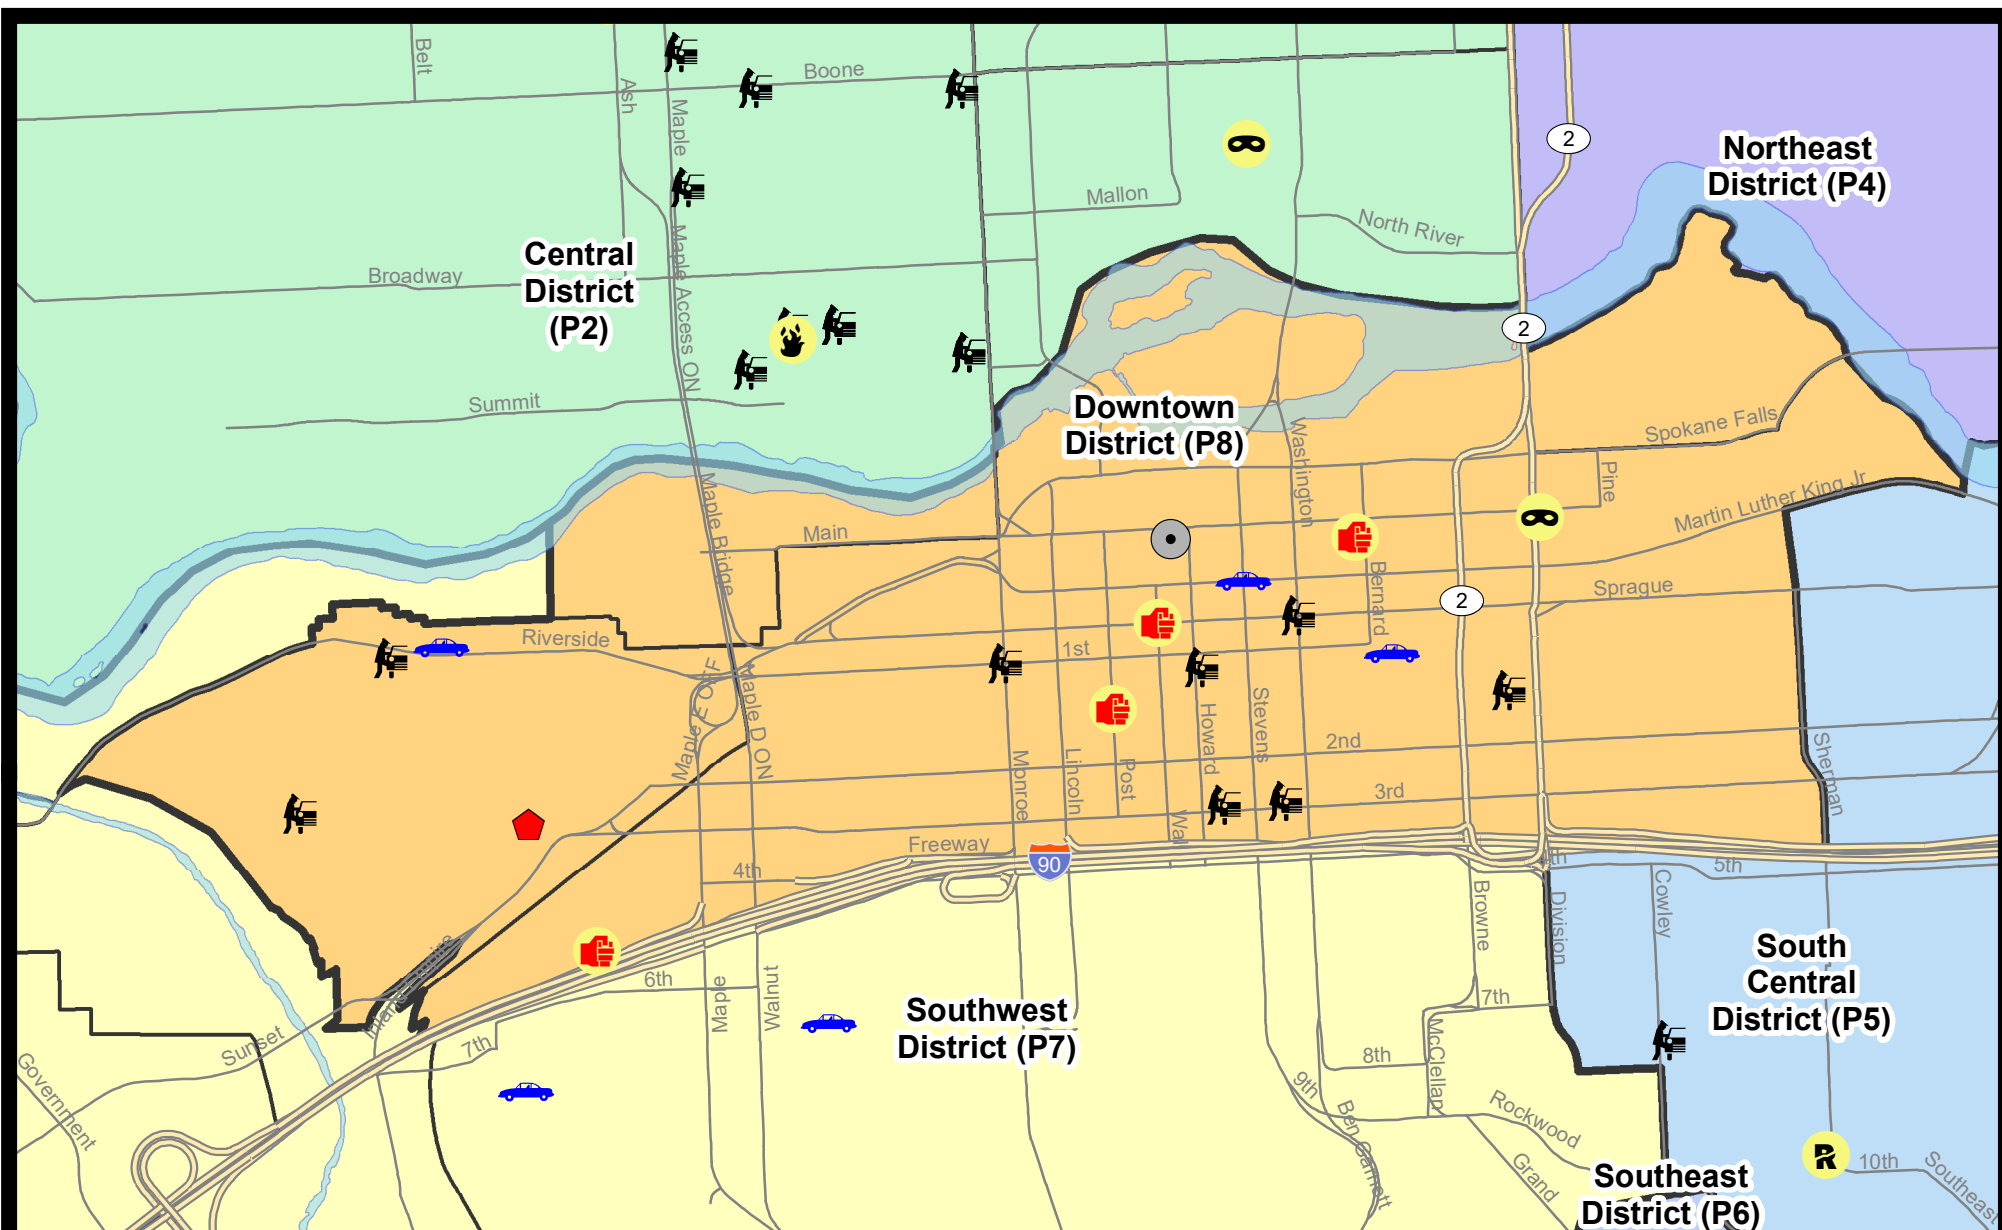 Belt
Ash
Maple
Boone
2
Northeast
District (P4)
Mallon
North River
Central
District
(P2)
Broadway
Maple Access ON
2
Summit
Downtown
District (P8)
Washington
Spokane Falls
Pine
Martin Luther King Jr
Maple Bridge
Main
Bernard
2
Sprague
Riverside
1st
Maple E OFF
Maple D ON
Howard
Stevens
2nd
Monroe
Lincoln
Post
Wall
3rd
Sherman
Freeway
90
4th
4th
5th
Browne
Division
Cowley
South
Central
District (P5)
Inland Empire
6th
Maple
Walnut
Southwest
District (P7)
7th
Sunset
7th
McClellan
8th
Government
9th
Ben Garnett
Rockwood
Grand
R
10th
Southeast
Southeast
District (P6)